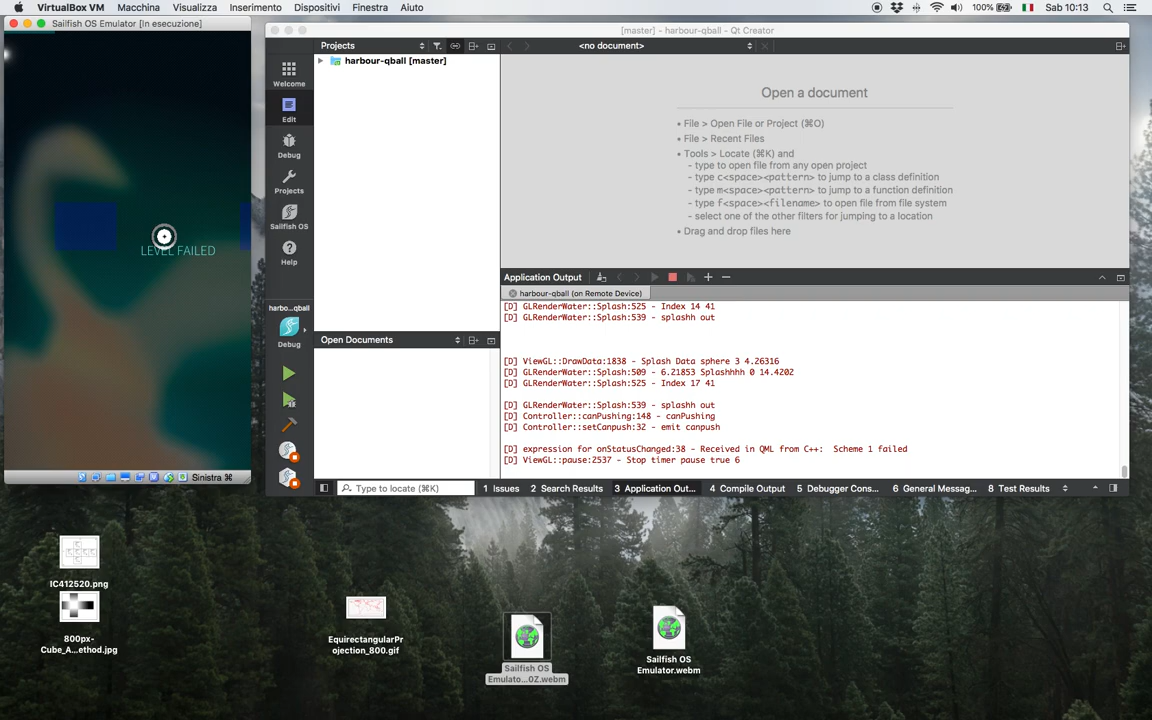 VirtualBox VM Macchina Visualizza Inserimento Dispositivi Finestra Aiuto 100% Sab 10:13
Sailfish OS Emulator [In esecuzione]
LEVEL FAILED
Sinistra ⌘
[master] - harbour-qball - Qt Creator
Projects
<no document>
Welcome
Edit
Debug
Projects
Sailfish OS
Help
harbo...qball
Debug
harbour-qball [master]
Open Documents
Open a document
• File > Open File or Project (⌘O)
• File > Recent Files
• Tools > Locate (⌘K) and
- type to open file from any open project
- type c<space><pattern> to jump to a class definition
- type m<space><pattern> to jump to a function definition
- type f<space><filename> to open file from file system
- select one of the other filters for jumping to a location
• Drag and drop files here
Application Output
harbour-qball (on Remote Device)
[D] GLRenderWater::Splash:525 - Index 14 41
[D] GLRenderWater::Splash:539 - splashh out
[D] ViewGL::DrawData:1838 - Splash Data sphere 3 4.26316
[D] GLRenderWater::Splash:509 - 6.21853 Splashhhh 0 14.4202
[D] GLRenderWater::Splash:525 - Index 17 41
[D] GLRenderWater::Splash:539 - splashh out
[D] Controller::canPushing:148 - canPushing
[D] Controller::setCanpush:32 - emit canpush
[D] expression for onStatusChanged:38 - Received in QML from C++:  Scheme 1 failed
[D] ViewGL::pause:2537 - Stop timer pause true 6
Type to locate (⌘K)
1 Issues 2 Search Results 3 Application Out... 4 Compile Output 5 Debugger Cons... 6 General Messag... 8 Test Results
IC412520.png
800px-
Cube_A...ethod.jpg
EquirectangularPr
ojection_800.gif
Sailfish OS
Emulato...0Z.webm
Sailfish OS
Emulator.webm